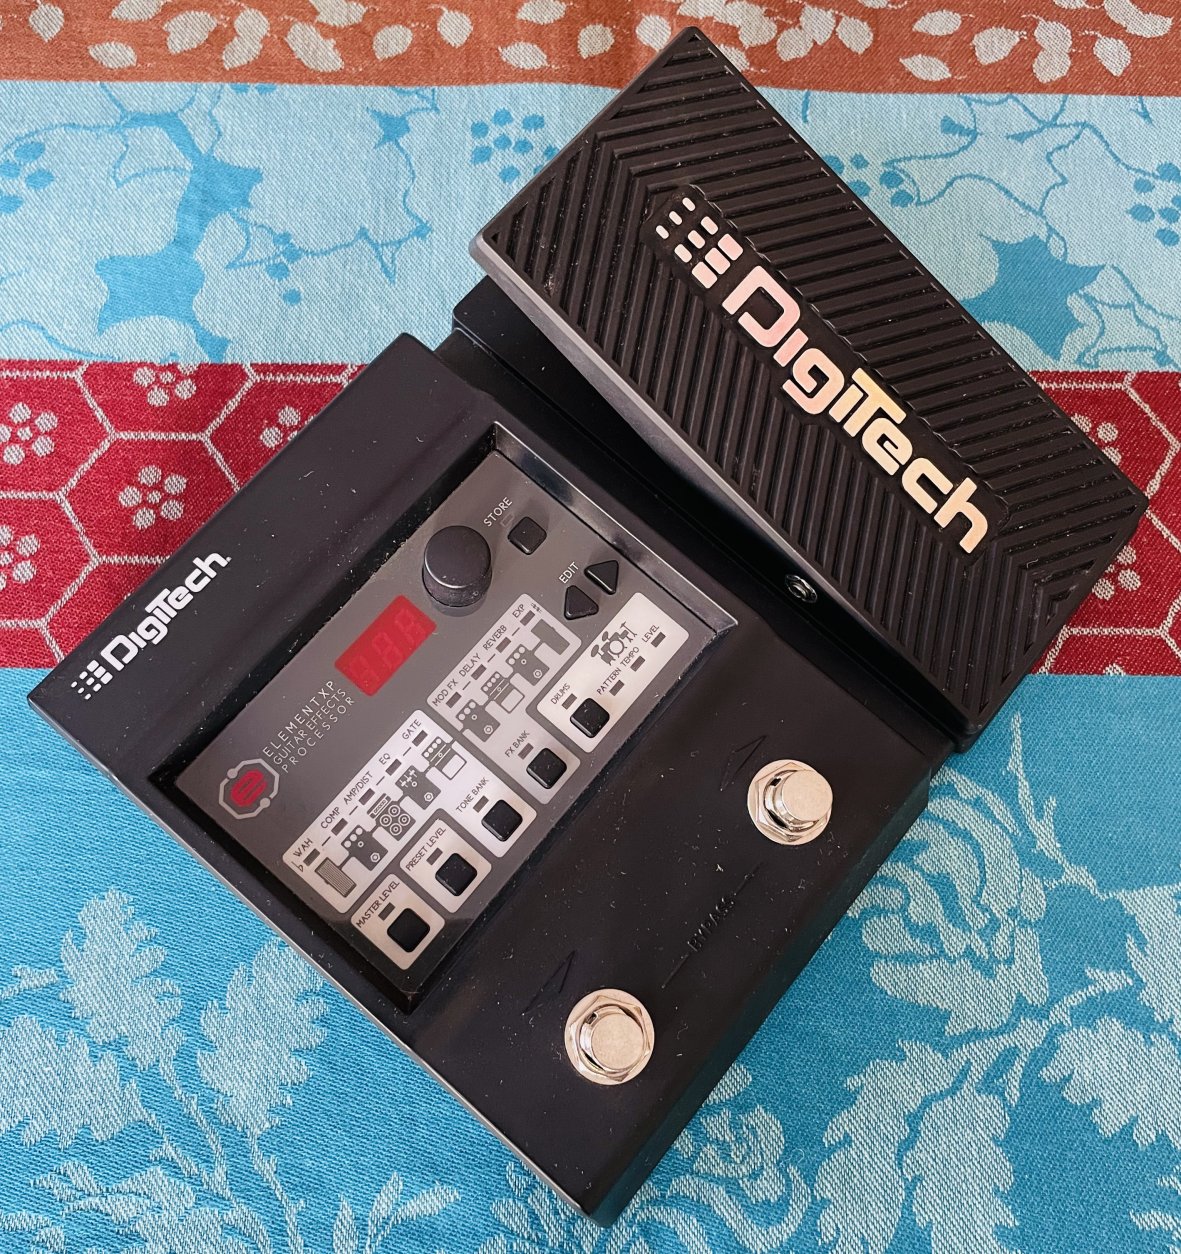 DigiTech
DigiTech
STORE
EDIT
ELEMENT XP
GUITAR EFFECTS
PROCESSOR
MOD FX DELAY REVERB EXP #
♭ WAH COMP AMP/DIST EQ GATE
DRUMS PATTERN TEMPO LEVEL
FX BANK
TONE BANK
PRESET LEVEL
MASTER LEVEL
BYPASS